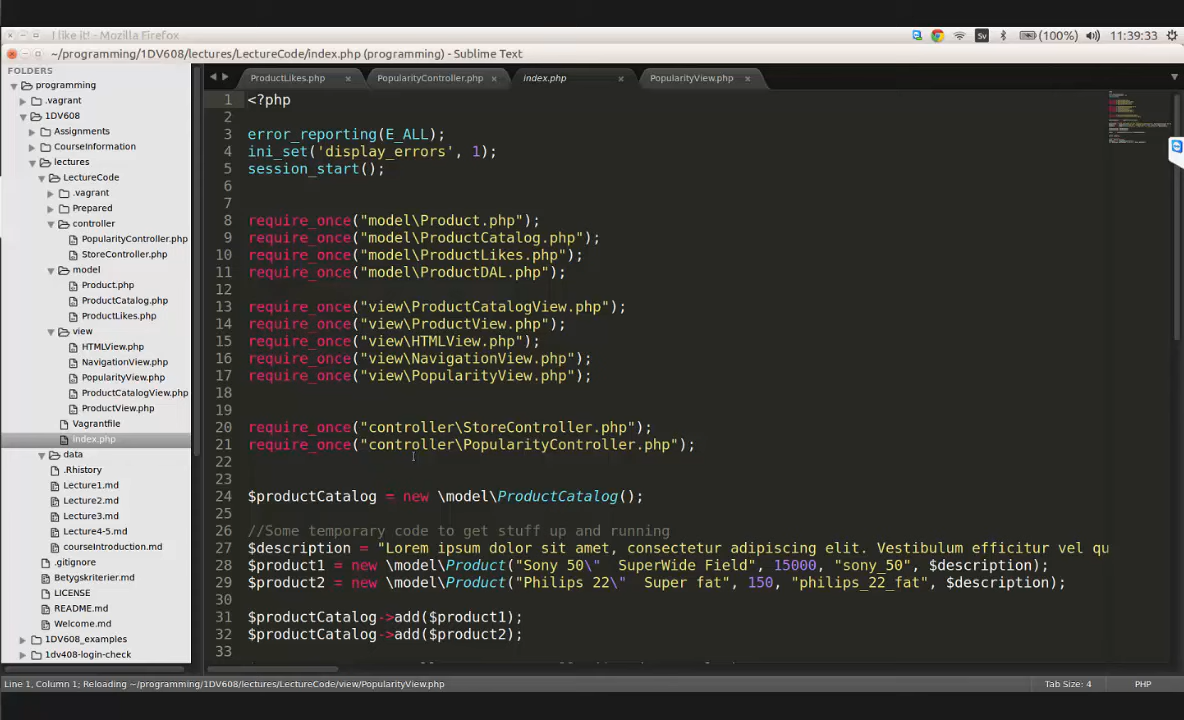 I like it! - Mozilla Firefox
Sv (100%) 11:39:33
~/programming/1DV608/lectures/LectureCode/index.php (programming) - Sublime Text
FOLDERS
programming
.vagrant
1DV608
Assignments
CourseInformation
lectures
LectureCode
.vagrant
Prepared
controller
PopularityController.php
StoreController.php
model
Product.php
ProductCatalog.php
ProductLikes.php
view
HTMLView.php
NavigationView.php
PopularityView.php
ProductCatalogView.php
ProductView.php
Vagrantfile
index.php
data
.Rhistory
Lecture1.md
Lecture2.md
Lecture3.md
Lecture4-5.md
courseIntroduction.md
.gitignore
Betygskriterier.md
LICENSE
README.md
Welcome.md
1DV608_examples
1dv408-login-check
ProductLikes.php × PopularityController.php × index.php × PopularityView.php ×
1 <?php
2
3 error_reporting(E_ALL);
4 ini_set('display_errors', 1);
5 session_start();
6
7
8 require_once("model\Product.php");
9 require_once("model\ProductCatalog.php");
10 require_once("model\ProductLikes.php");
11 require_once("model\ProductDAL.php");
12
13 require_once("view\ProductCatalogView.php");
14 require_once("view\ProductView.php");
15 require_once("view\HTMLView.php");
16 require_once("view\NavigationView.php");
17 require_once("view\PopularityView.php");
18
19
20 require_once("controller\StoreController.php");
21 require_once("controller\PopularityController.php");
22
23
24 $productCatalog = new \model\ProductCatalog();
25
26 //Some temporary code to get stuff up and running
27 $description = "Lorem ipsum dolor sit amet, consectetur adipiscing elit. Vestibulum efficitur vel qu
28 $product1 = new \model\Product("Sony 50\"  SuperWide Field", 15000, "sony_50", $description);
29 $product2 = new \model\Product("Philips 22\"  Super fat", 150, "philips_22_fat", $description);
30
31 $productCatalog->add($product1);
32 $productCatalog->add($product2);
33
Line 1, Column 1; Reloading ~/programming/1DV608/lectures/LectureCode/view/PopularityView.php
Tab Size: 4 PHP